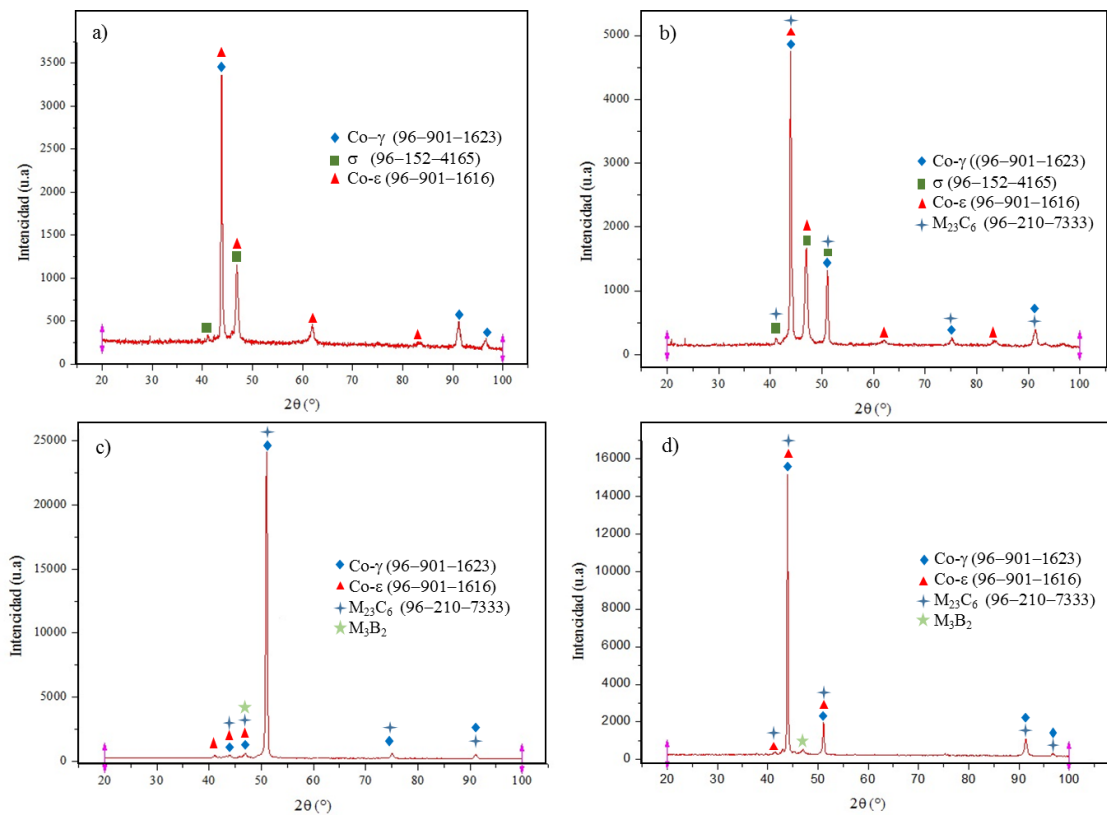 a)
3500
3000
2500
2000
1500
1000
500
0
Intencidad (u.a)
Co–γ (96–901–1623)
σ (96–152–4165)
Co-ε (96–901–1616)
20 30 40 50 60 70 80 90 100
2θ (°)
b)
5000
4000
3000
2000
1000
0
Intencidad (u.a)
Co-γ ((96–901–1623)
σ (96–152–4165)
Co-ε (96–901–1616)
M23C6 (96–210–7333)
20 30 40 50 60 70 80 90 100
2θ (°)
c)
25000
20000
15000
10000
5000
0
Intencidad (u.a)
Co-γ (96–901–1623)
Co-ε (96–901–1616)
M23C6 (96–210–7333)
M3B2
20 30 40 50 60 70 80 90 100
2θ (°)
d)
16000
14000
12000
10000
8000
6000
4000
2000
0
Intencidad (u.a)
Co-γ (96–901–1623)
Co-ε (96–901–1616)
M23C6 (96–210–7333)
M3B2
20 30 40 50 60 70 80 90 100
2θ (°)